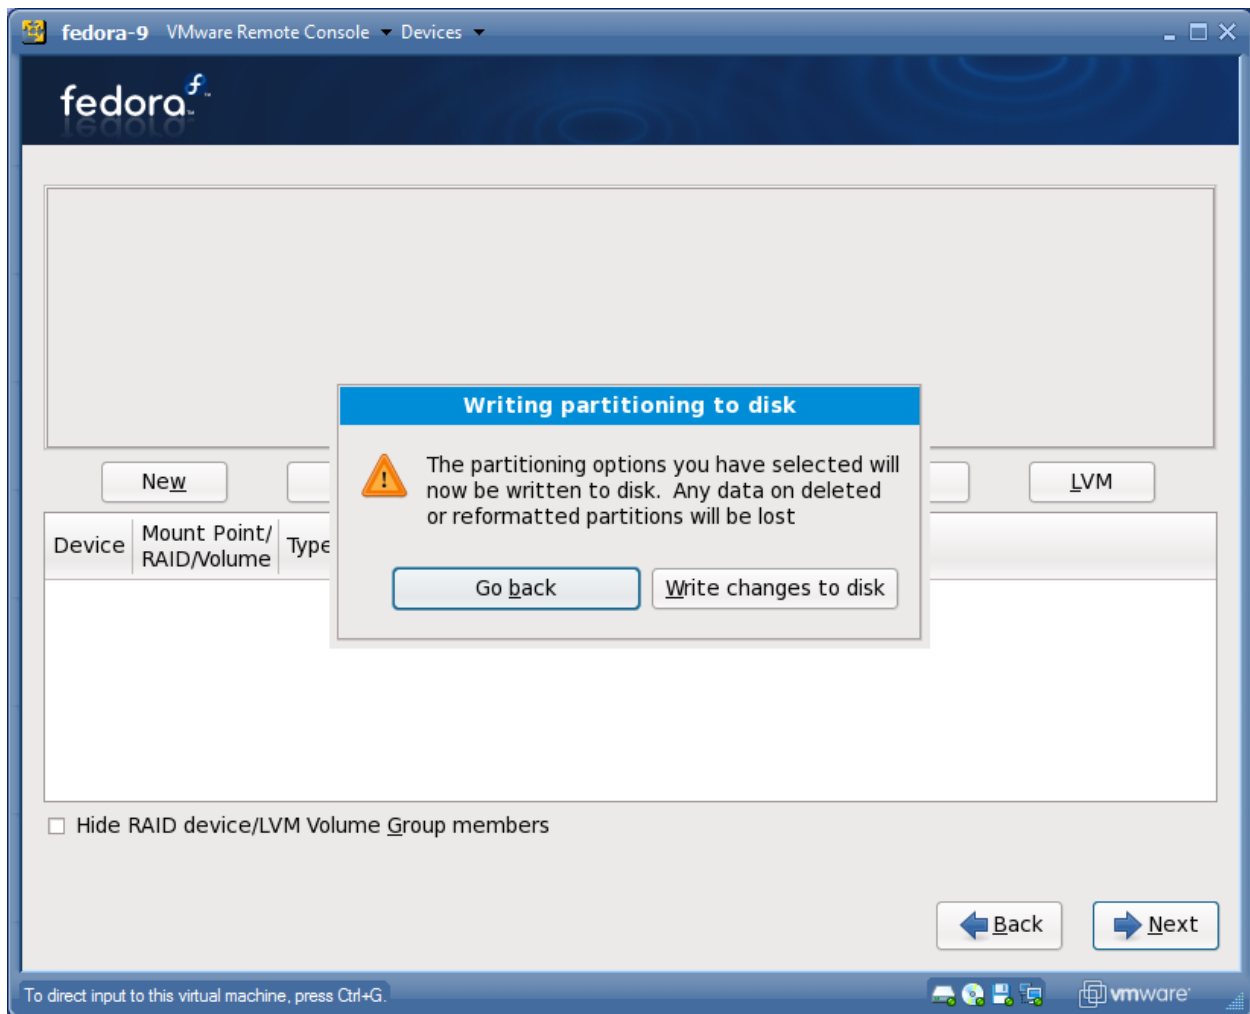 fedora-9 VMware Remote Console Devices
fedora
Writing partitioning to disk
The partitioning options you have selected will
now be written to disk. Any data on deleted
or reformatted partitions will be lost
Go back Write changes to disk
New LVM
Device Mount Point/
RAID/Volume Type
Hide RAID device/LVM Volume Group members
Back Next
To direct input to this virtual machine, press Ctrl+G.
vmware